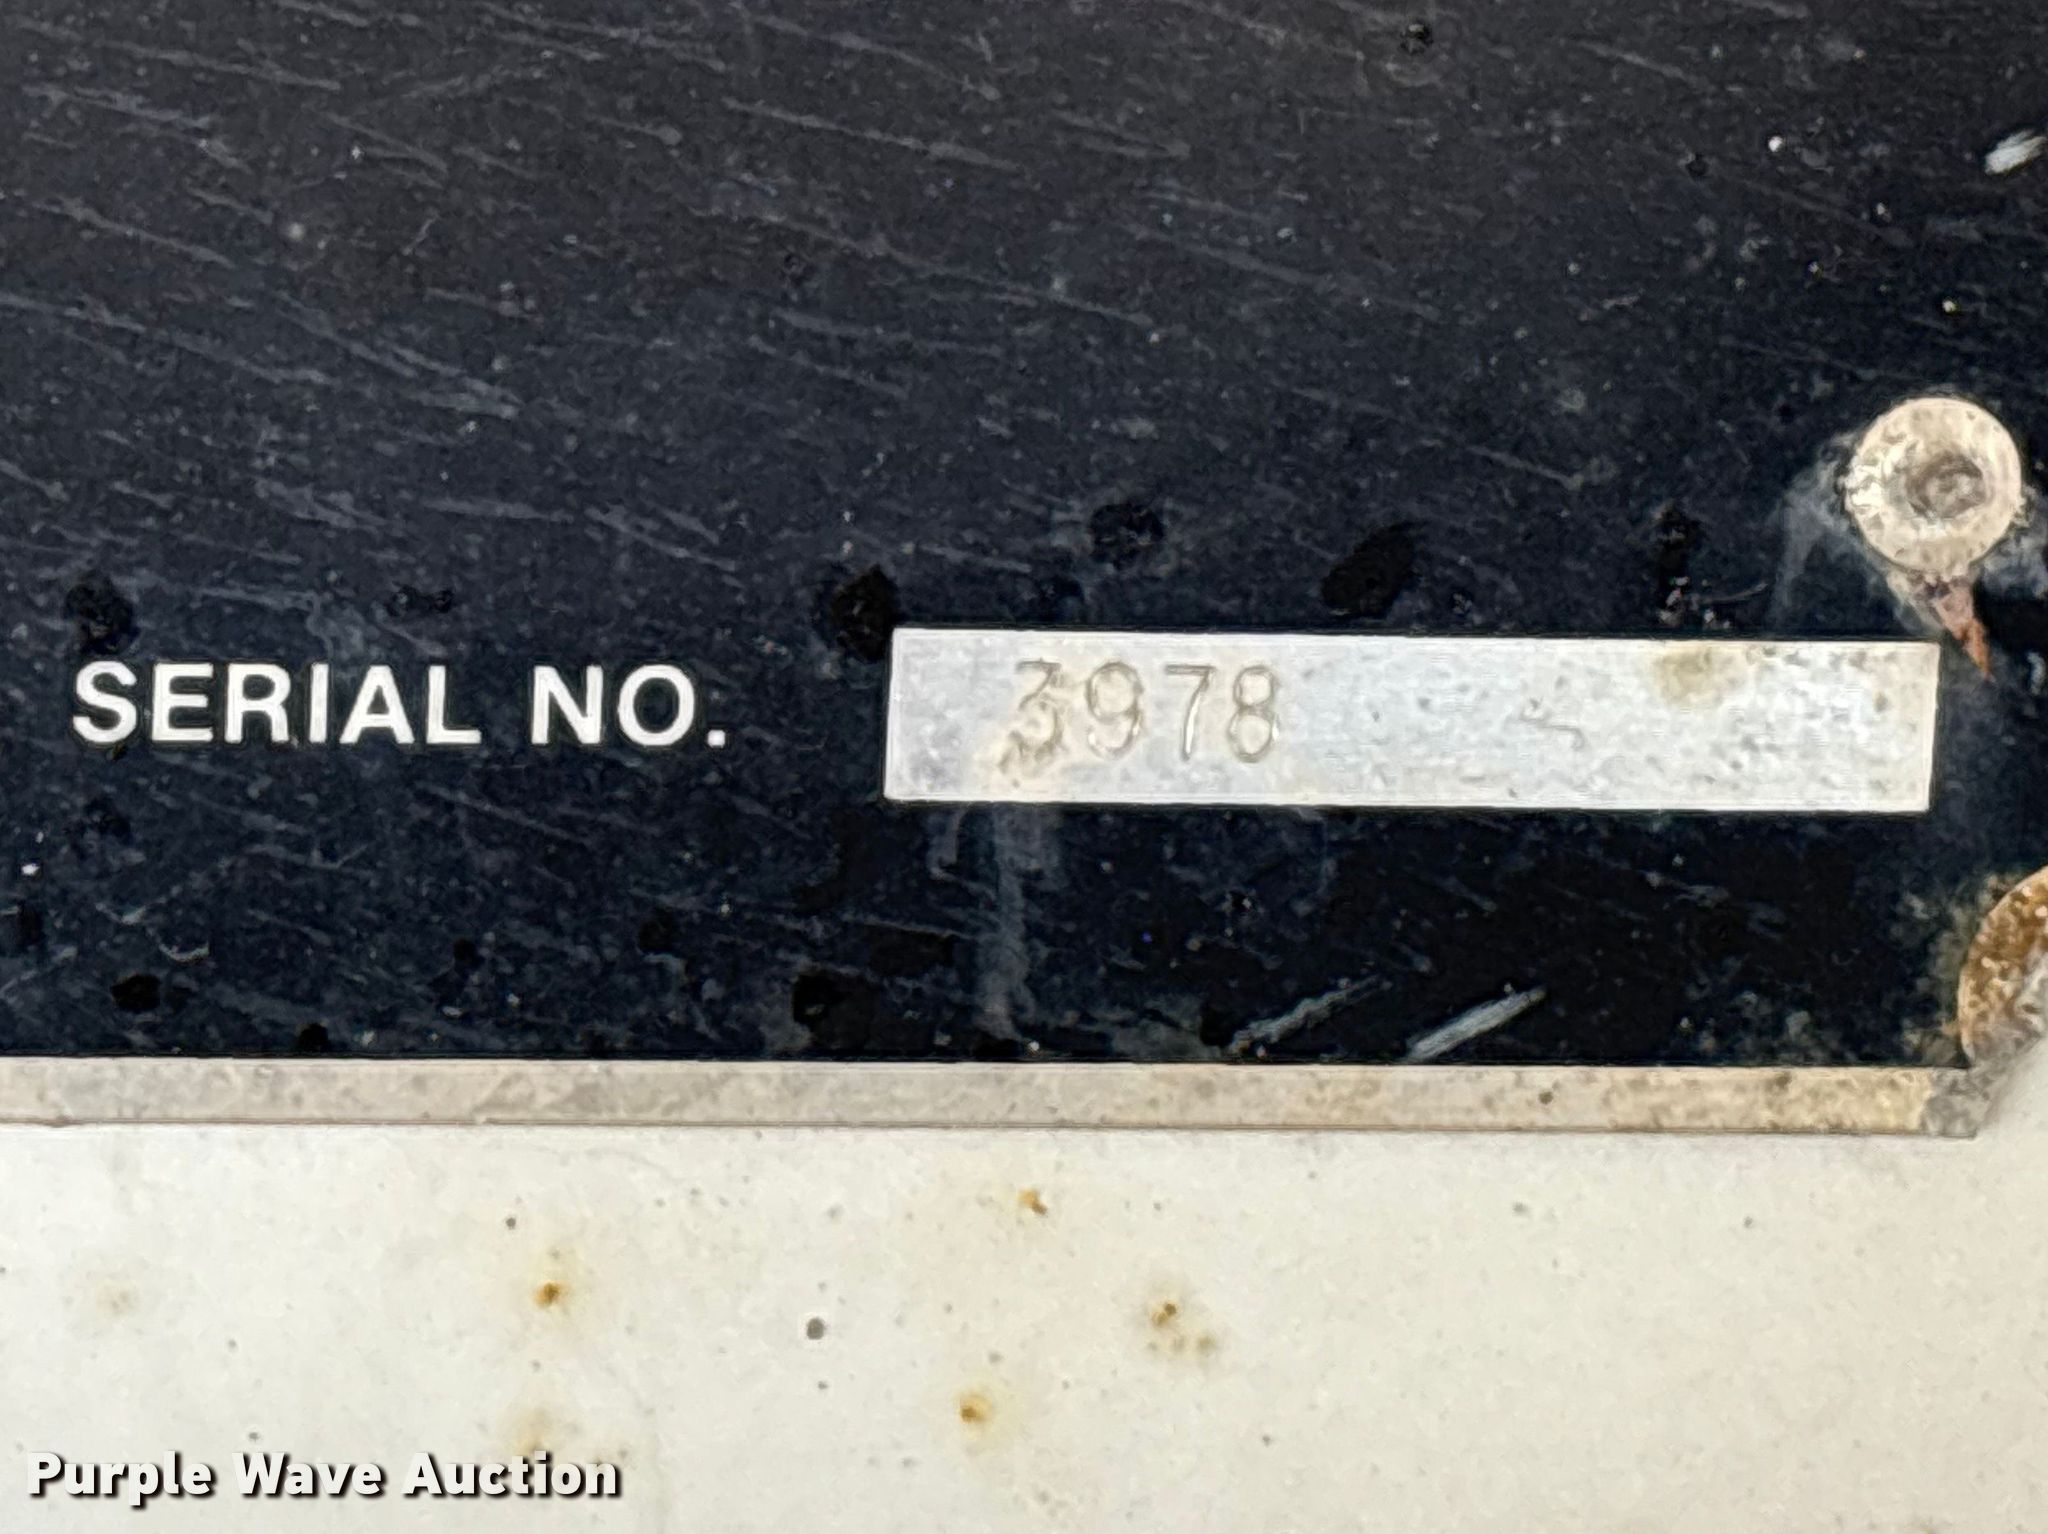 SERIAL NO. 3978
Purple Wave Auction